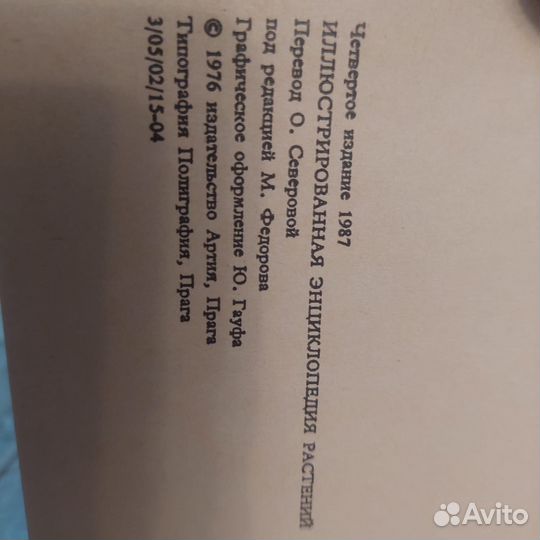 Четвертое издание 1987
ИЛЛЮСТРИРОВАННАЯ ЭНЦИКЛОПЕДИЯ РАСТЕНИЙ
Перевод О. Северовой
под редакцией М. Федорова
Графическое оформление Ю. Гауфа
© 1976 издательство Артия, Прага
Типография Полиграфия, Прага
3/05/02/15-04
Avito